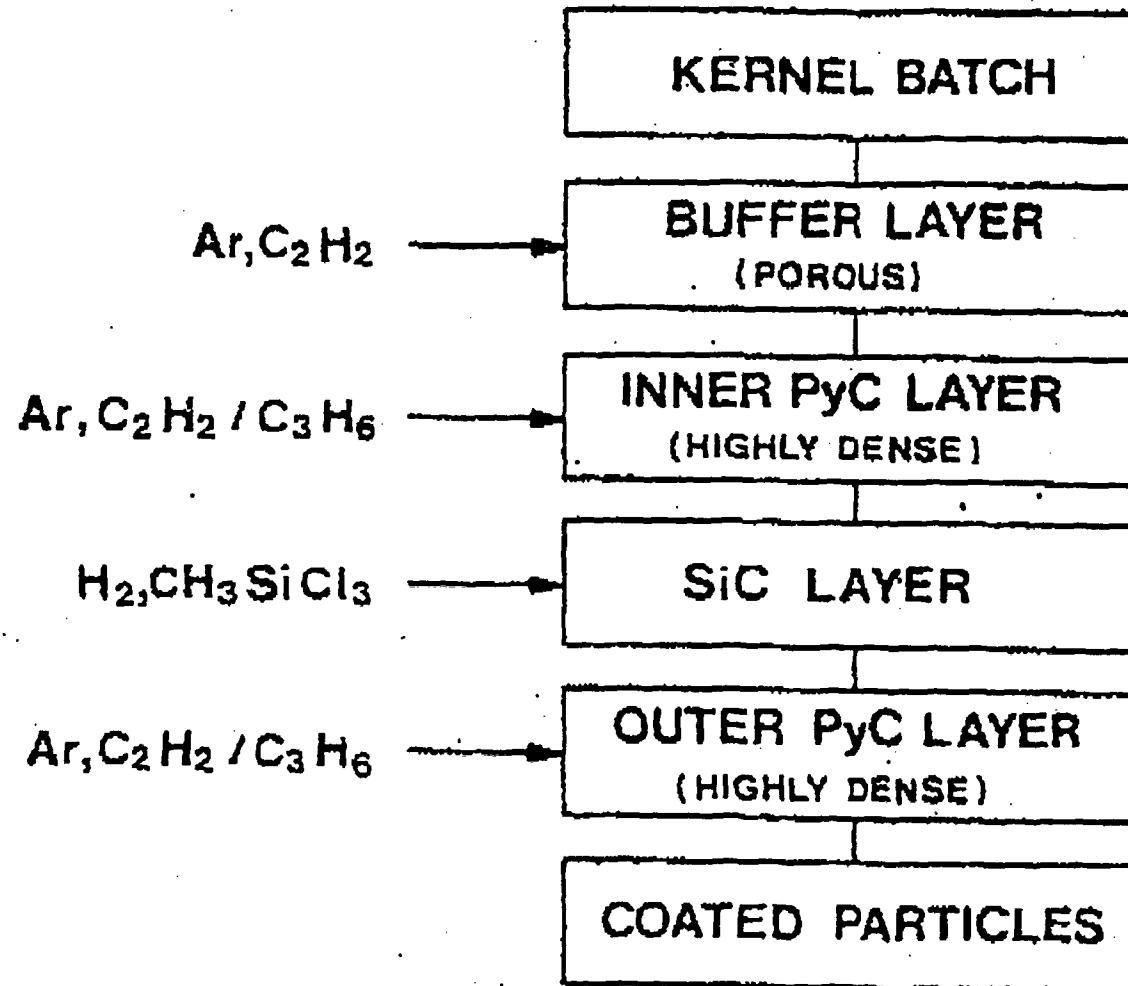 KERNEL BATCH
Ar,C₂H₂
BUFFER LAYER
(POROUS)
Ar,C₂H₂/C₃H₆
INNER PyC LAYER
(HIGHLY DENSE)
H₂,CH₃SiCl₃
SiC LAYER
Ar,C₂H₂/C₃H₆
OUTER PyC LAYER
(HIGHLY DENSE)
COATED PARTICLES